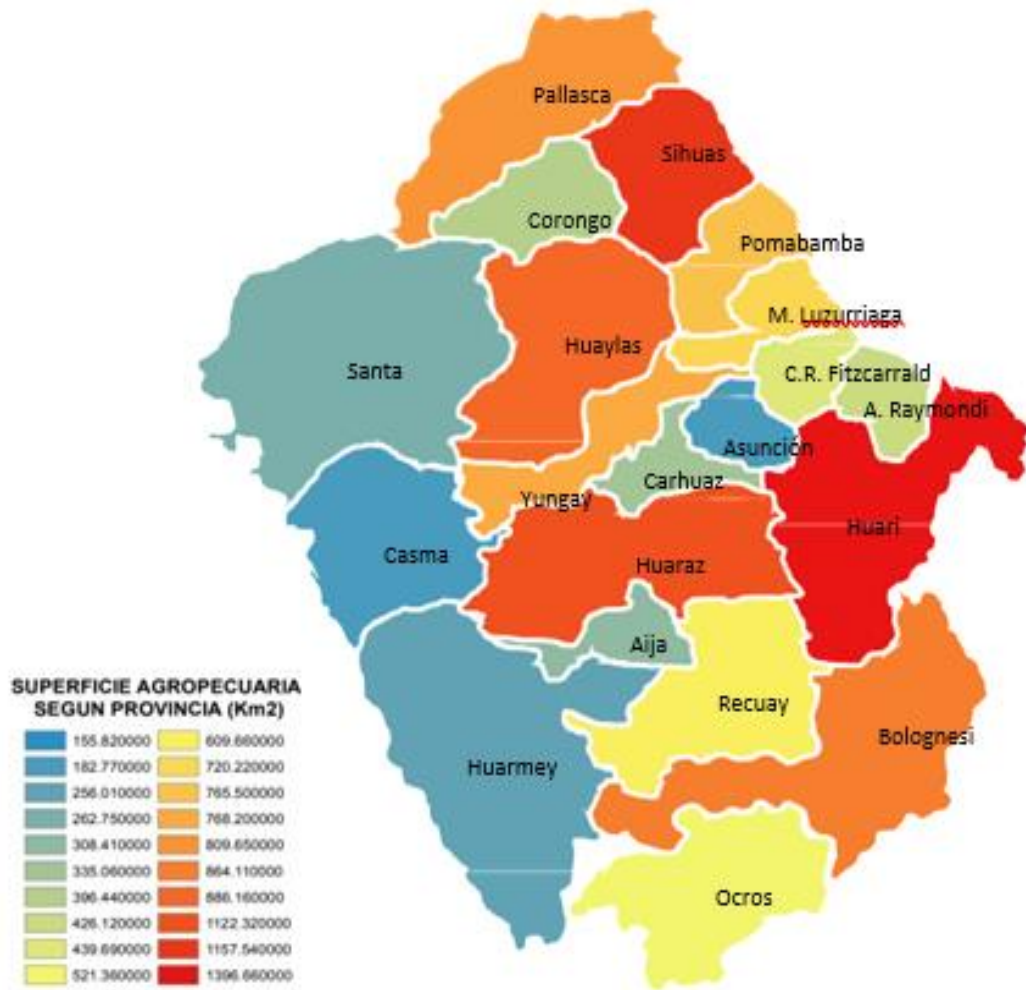 Pallasca
Sihuas
Corongo
Pomabamba
M. Luzurriaga
Huaylas
Santa
C.R. Fitzcarrald
A. Raymondi
Asunción
Carhuaz
Yungay
Huari
Casma
Huaraz
Aija
Recuay
Bolognesi
Huarmey
Ocros
SUPERFICIE AGROPECUARIA
SEGUN PROVINCIA (Km2)
155.820000 609.660000
182.770000 720.220000
256.010000 765.500000
262.750000 768.200000
308.410000 809.650000
335.060000 864.110000
396.440000 886.160000
426.120000 1122.320000
439.690000 1157.540000
521.360000 1396.660000